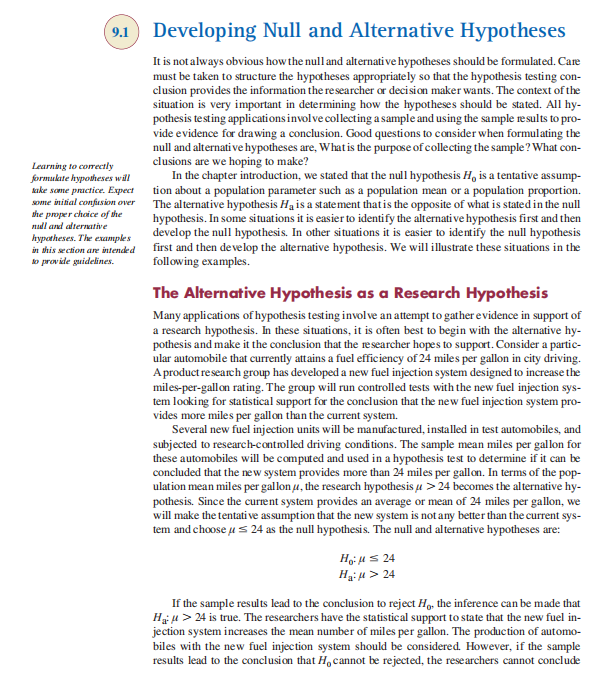 9.1 Developing Null and Alternative Hypotheses
It is not always obvious how the null and alternative hypotheses should be formulated. Care
must be taken to structure the hypotheses appropriately so that the hypothesis testing con-
clusion provides the information the researcher or decision maker wants. The context of the
situation is very important in determining how the hypotheses should be stated. All hy-
pothesis testing applications involve collecting a sample and using the sample results to pro-
vide evidence for drawing a conclusion. Good questions to consider when formulating the
null and alternative hypotheses are, What is the purpose of collecting the sample? What con-
clusions are we hoping to make?
Learning to correctly
formulate hypotheses will
take some practice. Expect
some initial confusion over
the proper choice of the
null and alternative
hypotheses. The examples
in this section are intended
to provide guidelines.
In the chapter introduction, we stated that the null hypothesis H0 is a tentative assump-
tion about a population parameter such as a population mean or a population proportion.
The alternative hypothesis Ha is a statement that is the opposite of what is stated in the null
hypothesis. In some situations it is easier to identify the alternative hypothesis first and then
develop the null hypothesis. In other situations it is easier to identify the null hypothesis
first and then develop the alternative hypothesis. We will illustrate these situations in the
following examples.
The Alternative Hypothesis as a Research Hypothesis
Many applications of hypothesis testing involve an attempt to gather evidence in support of
a research hypothesis. In these situations, it is often best to begin with the alternative hy-
pothesis and make it the conclusion that the researcher hopes to support. Consider a partic-
ular automobile that currently attains a fuel efficiency of 24 miles per gallon in city driving.
A product research group has developed a new fuel injection system designed to increase the
miles-per-gallon rating. The group will run controlled tests with the new fuel injection sys-
tem looking for statistical support for the conclusion that the new fuel injection system pro-
vides more miles per gallon than the current system.
Several new fuel injection units will be manufactured, installed in test automobiles, and
subjected to research-controlled driving conditions. The sample mean miles per gallon for
these automobiles will be computed and used in a hypothesis test to determine if it can be
concluded that the new system provides more than 24 miles per gallon. In terms of the pop-
ulation mean miles per gallon μ, the research hypothesis μ > 24 becomes the alternative hy-
pothesis. Since the current system provides an average or mean of 24 miles per gallon, we
will make the tentative assumption that the new system is not any better than the current sys-
tem and choose μ ≤ 24 as the null hypothesis. The null and alternative hypotheses are:
H0: μ ≤ 24
Ha: μ > 24
If the sample results lead to the conclusion to reject H0, the inference can be made that
Ha: μ > 24 is true. The researchers have the statistical support to state that the new fuel in-
jection system increases the mean number of miles per gallon. The production of automo-
biles with the new fuel injection system should be considered. However, if the sample
results lead to the conclusion that H0 cannot be rejected, the researchers cannot conclude